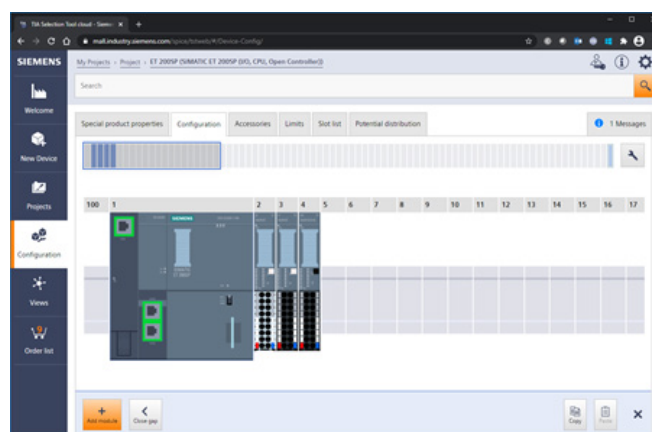 TIA Selection Tool cloud - Sieme
mall.industry.siemens.com/spice/tstweb/#/Device-Config/
SIEMENS
My Projects > Project > ET 200SP (SIMATIC ET 200SP (I/O, CPU, Open Controller))
Search
Welcome
Special product properties
Configuration
Accessories
Limits
Slot list
Potential distribution
1 Messages
New Device
Projects
100 1 2 3 4 5 6 7 8 9 10 11 12 13 14 15 16 17
SIEMENS
Configuration
1
Views
Order list
Add module
Close gap
Copy
Paste